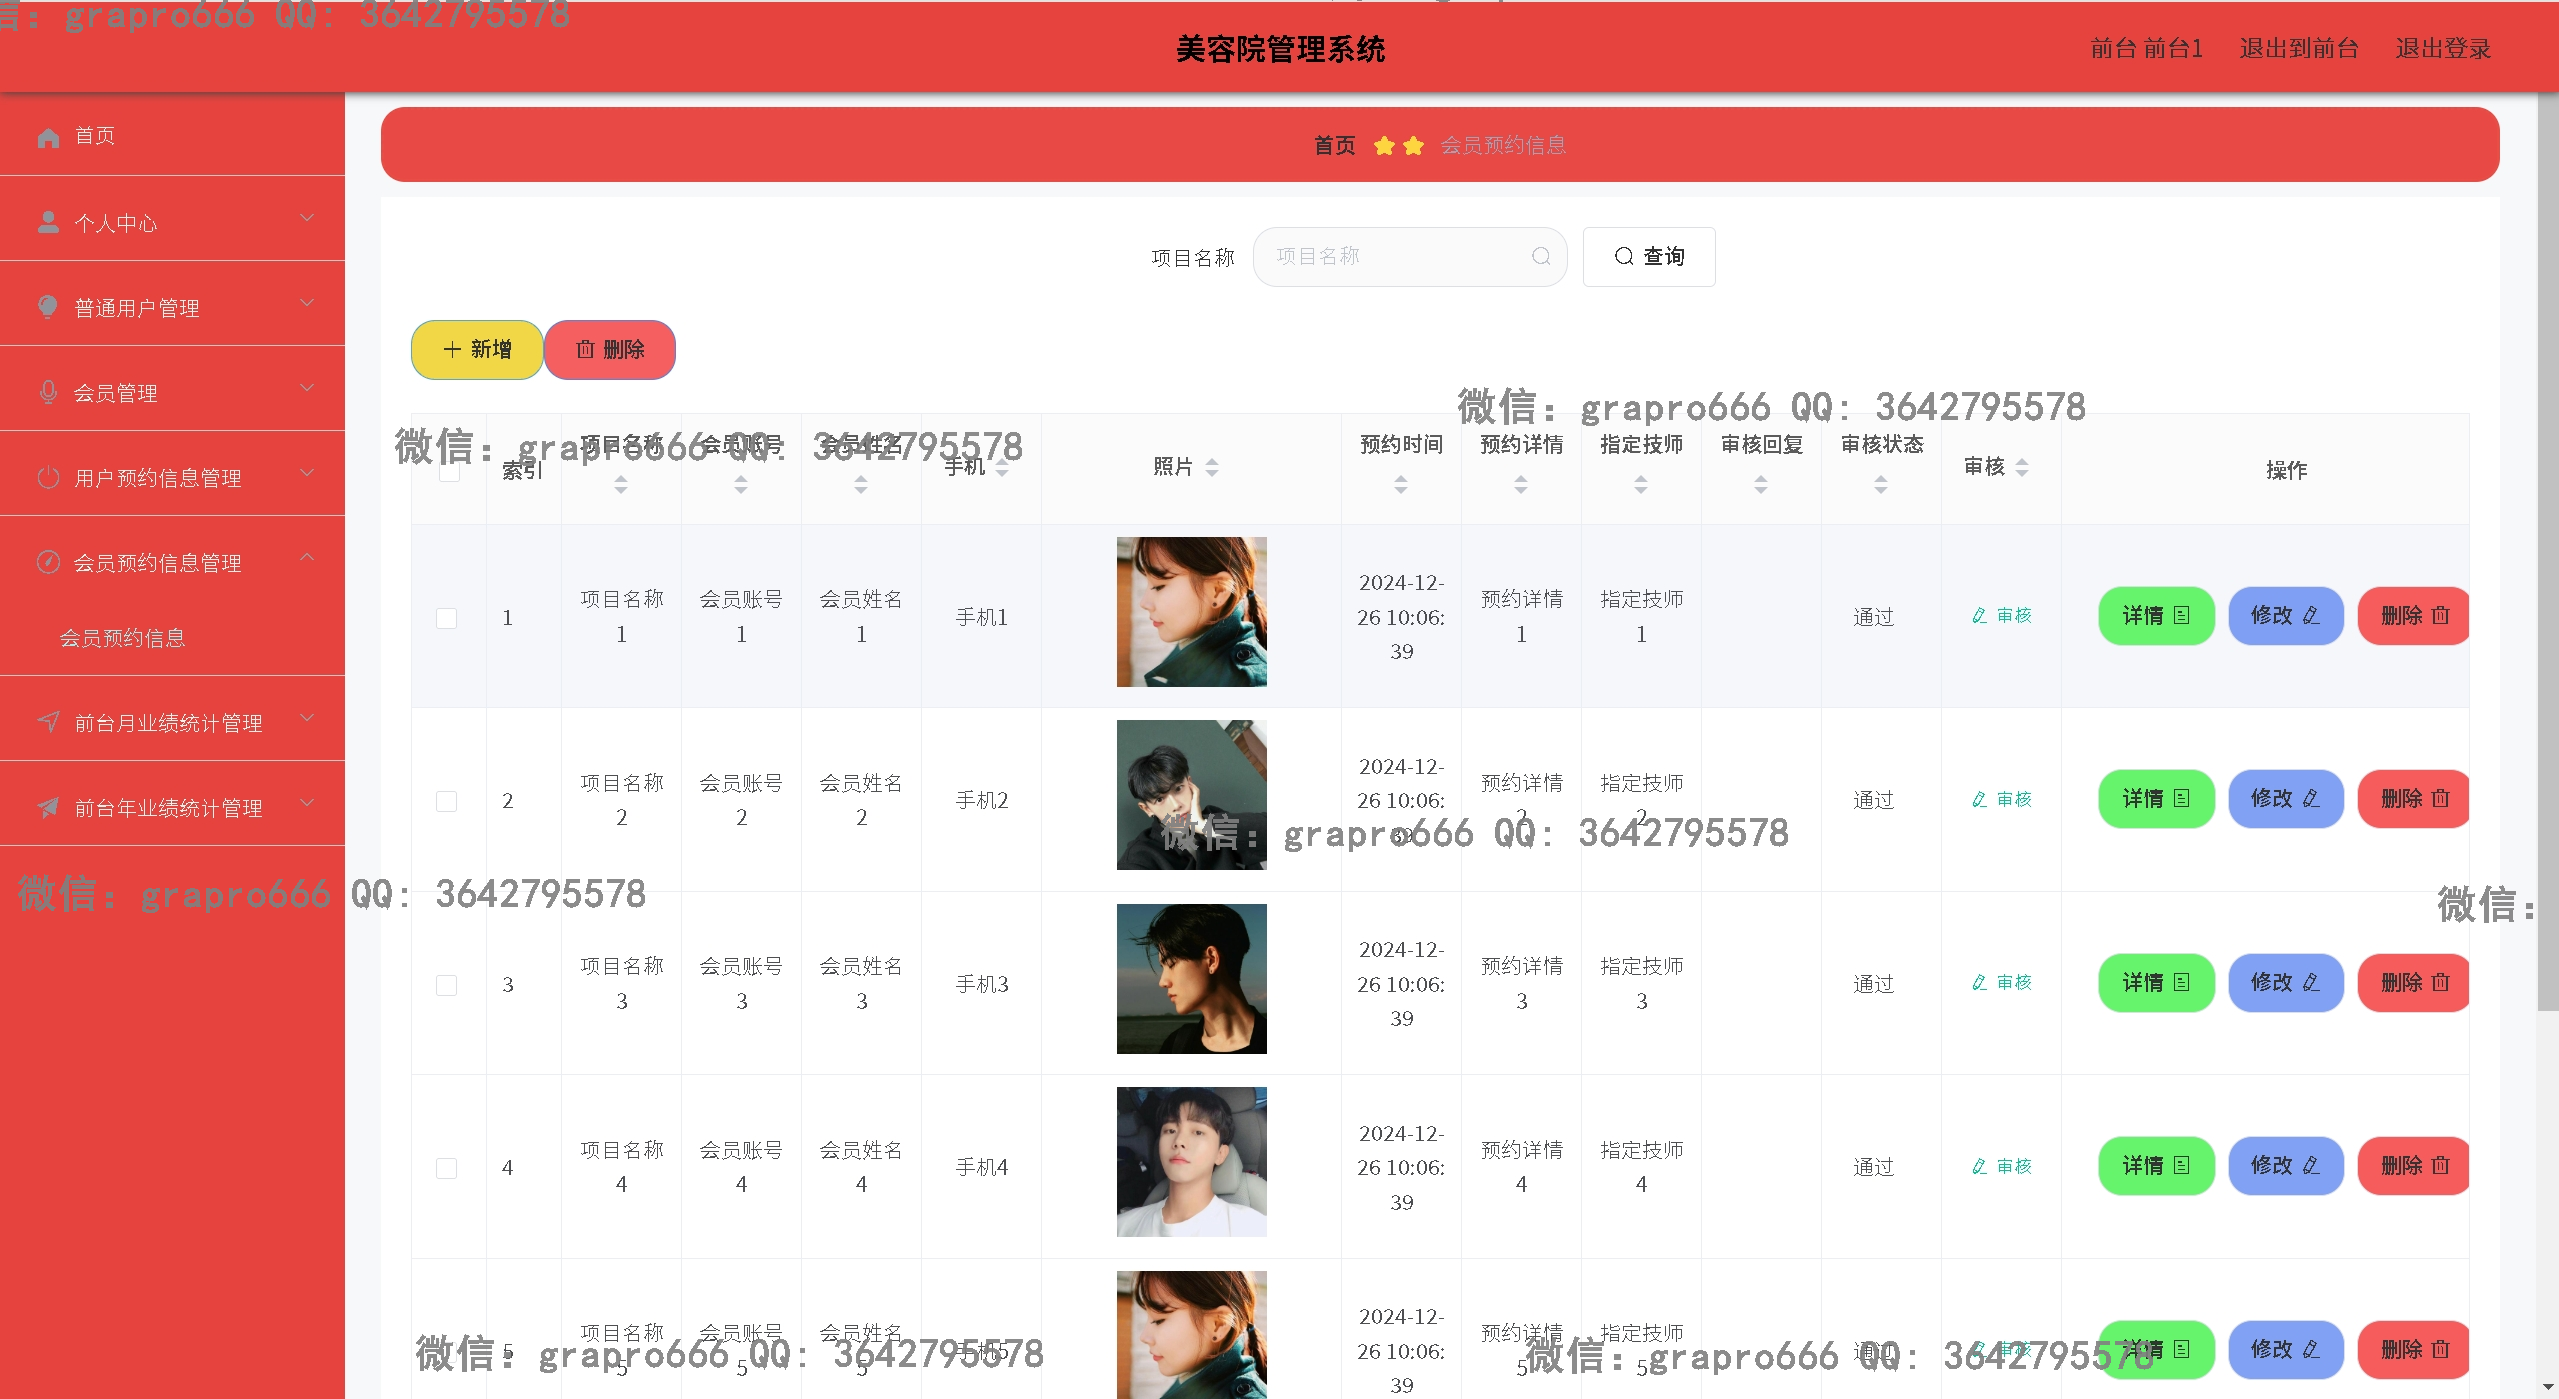 信: grapro666 QQ: 3642795578
美容院管理系统
前台 前台1 退出到前台 退出登录
首页
个人中心
普通用户管理
会员管理
用户预约信息管理
会员预约信息管理
会员预约信息
前台月业绩统计管理
前台年业绩统计管理
首页 会员预约信息
项目名称 项目名称 查询
新增 删除
微信: grapro666 QQ: 3642795578
微信: grapro666 QQ: 3642795578
索引 项目名称 会员账号 会员姓名 手机 照片 预约时间 预约详情 指定技师 审核回复 审核状态 审核 操作
1 项目名称1 会员账号1 会员姓名1 手机1 2024-12-26 10:06:39 预约详情1 指定技师1 通过 审核 详情 修改 删除
2 项目名称2 会员账号2 会员姓名2 手机2 2024-12-26 10:06:39 预约详情2 指定技师2 通过 审核 详情 修改 删除
微信: grapro666 QQ: 3642795578
微信: grapro666 QQ: 3642795578
微信:
3 项目名称3 会员账号3 会员姓名3 手机3 2024-12-26 10:06:39 预约详情3 指定技师3 通过 审核 详情 修改 删除
4 项目名称4 会员账号4 会员姓名4 手机4 2024-12-26 10:06:39 预约详情4 指定技师4 通过 审核 详情 修改 删除
5 项目名称5 会员账号5 会员姓名5 手机5 2024-12-26 10:06:39 预约详情5 指定技师5 通过 审核 详情 修改 删除
微信: grapro666 QQ: 3642795578
微信: grapro666 QQ: 3642795578